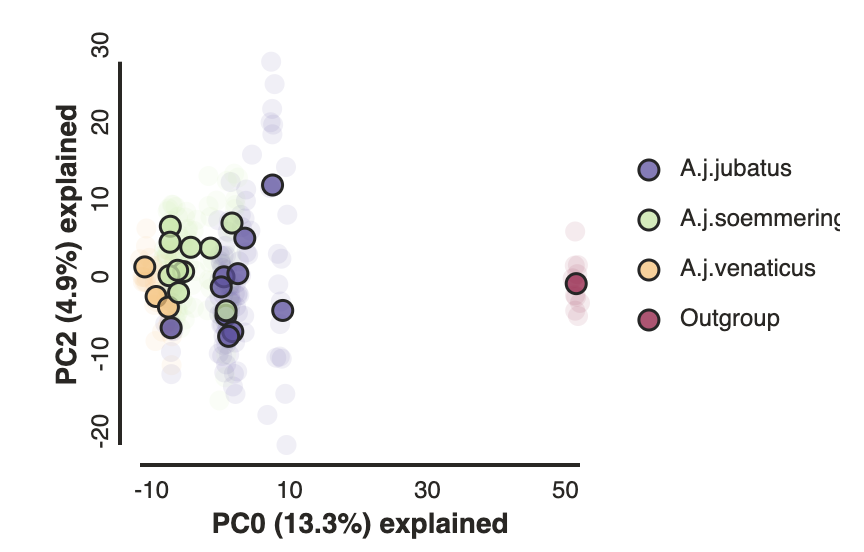 30
20
10
0
-10
-20
PC2 (4.9%) explained
-10 10 30 50
PC0 (13.3%) explained
A.j.jubatus
A.j.soemmering
A.j.venaticus
Outgroup